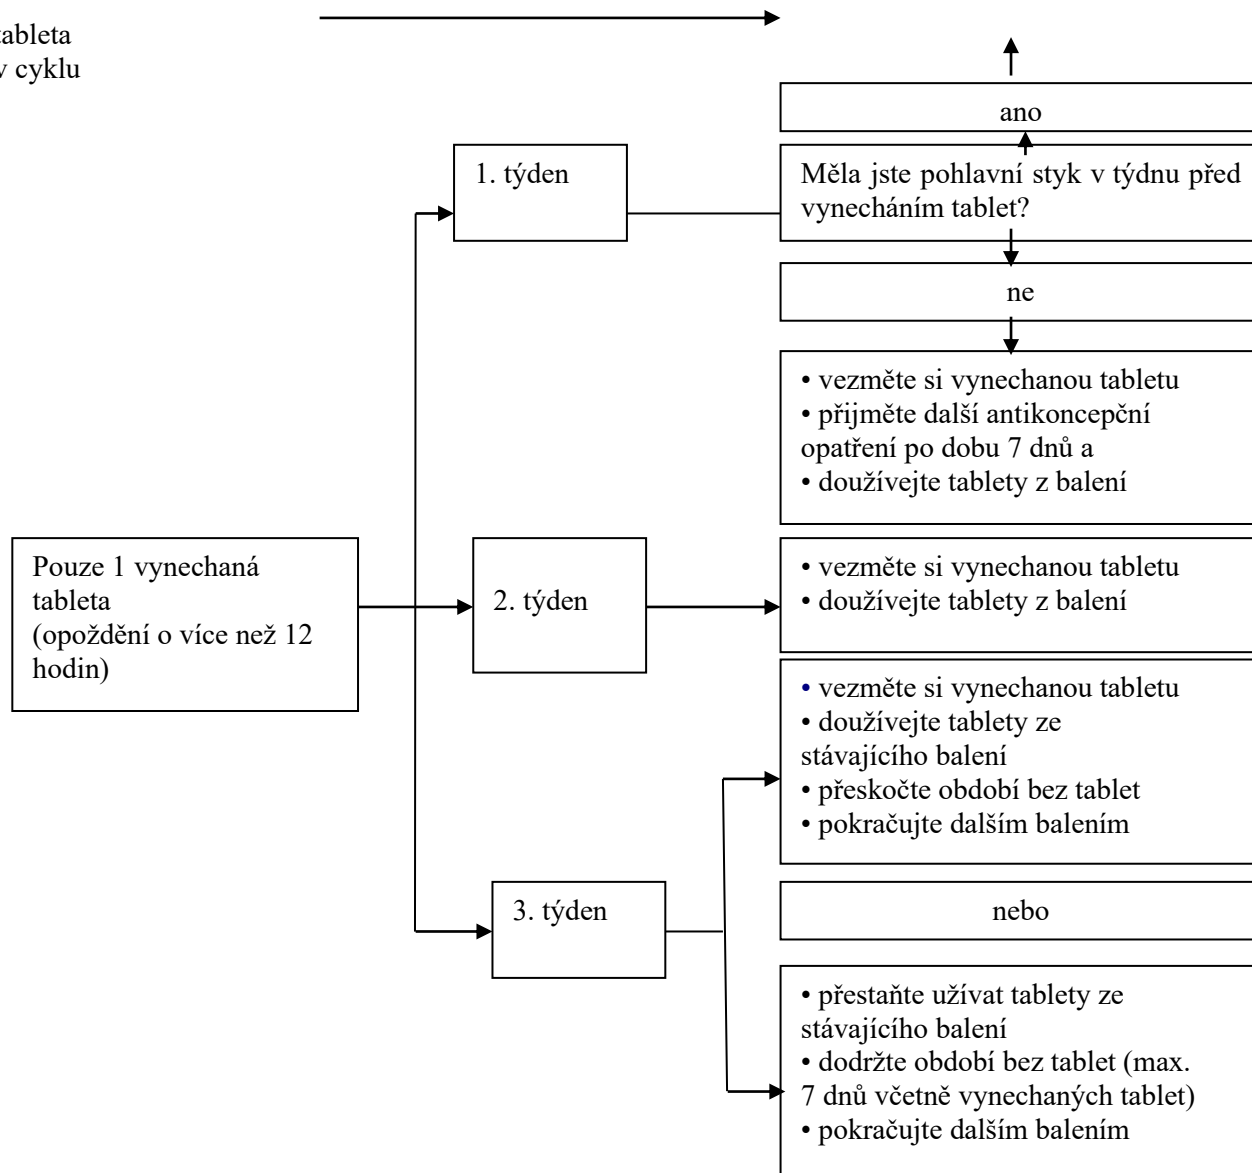 tableta
v cyklu
ano
1. týden
Měla jste pohlavní styk v týdnu před
vynecháním tablet?
ne
• vezměte si vynechanou tabletu
• přijměte další antikoncepční
opatření po dobu 7 dnů a
• doužívejte tablety z balení
Pouze 1 vynechaná
tableta
(opoždění o více než 12
hodin)
2. týden
• vezměte si vynechanou tabletu
• doužívejte tablety z balení
• vezměte si vynechanou tabletu
• doužívejte tablety ze
stávajícího balení
• přeskočte období bez tablet
• pokračujte dalším balením
3. týden
nebo
• přestaňte užívat tablety ze
stávajícího balení
• dodržte období bez tablet (max.
7 dnů včetně vynechaných tablet)
• pokračujte dalším balením